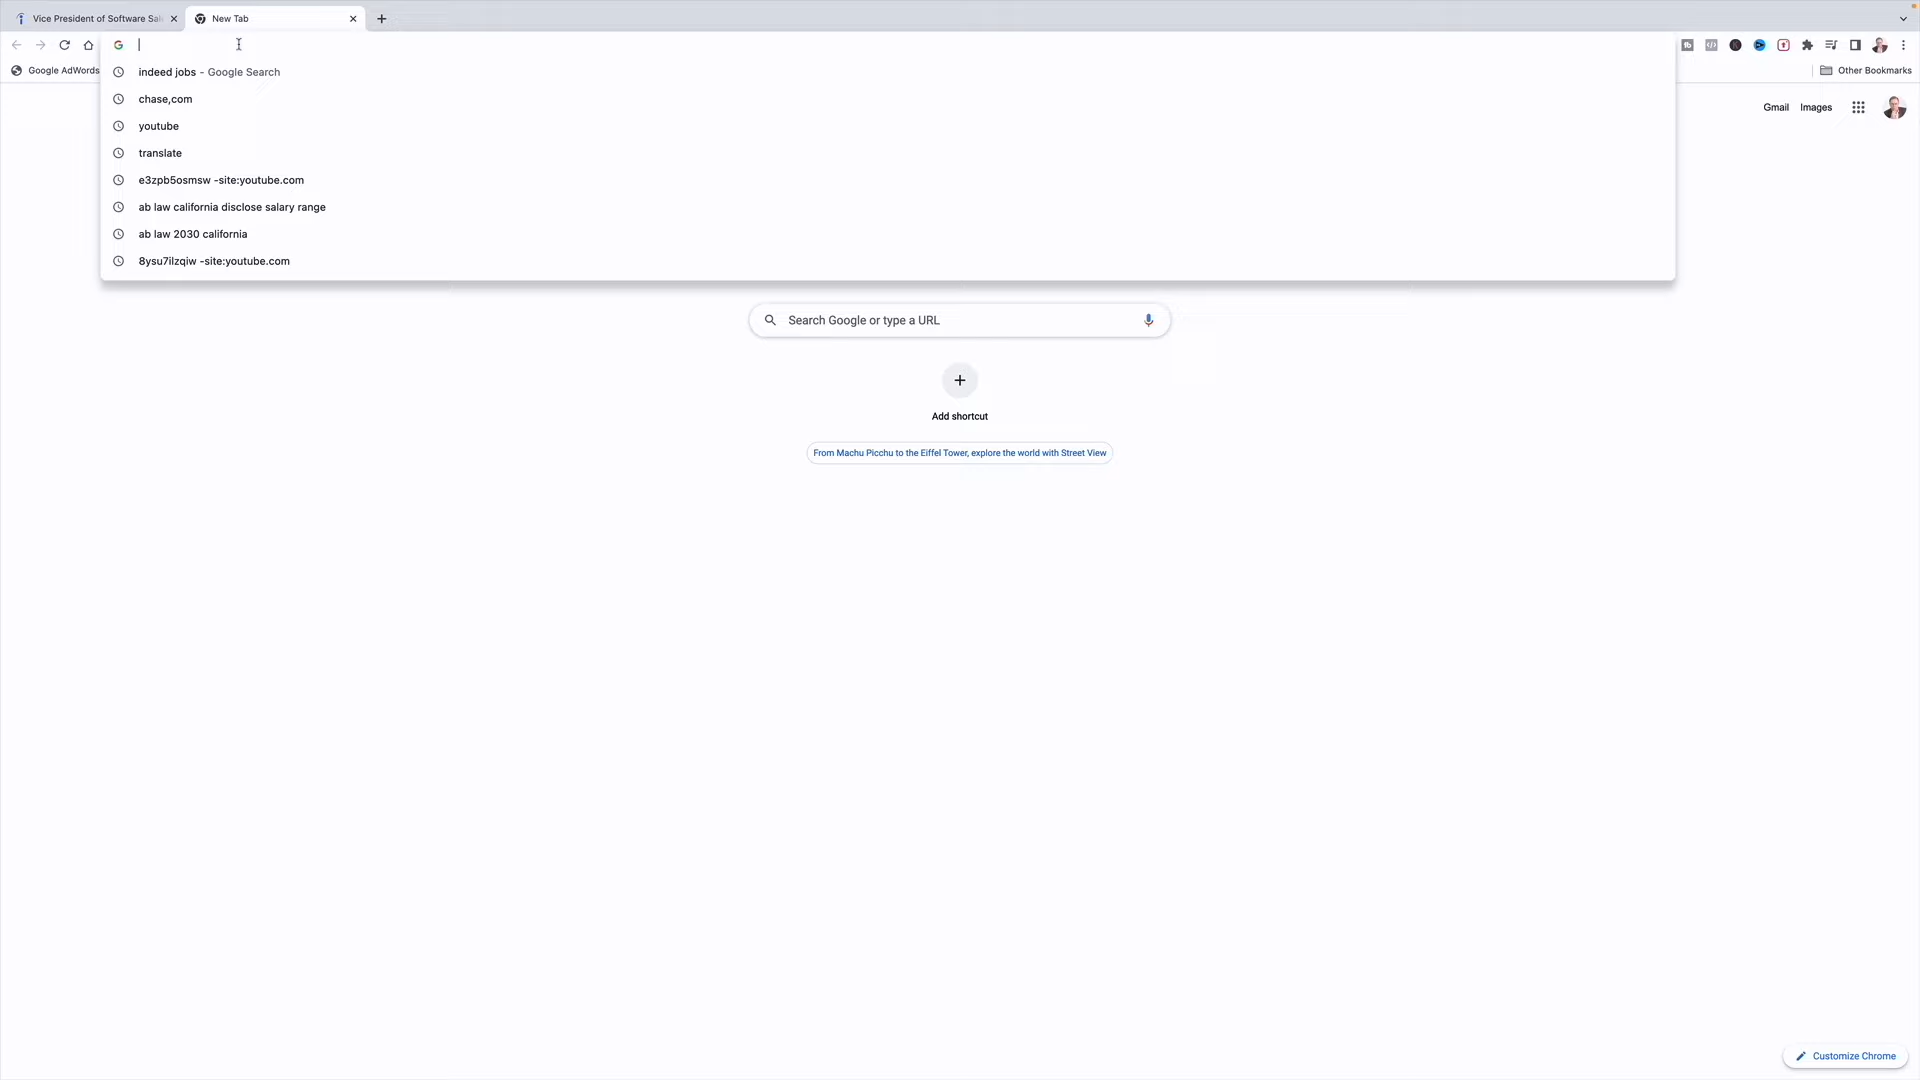 Vice President of Software Sal
New Tab
indeed jobs - Google Search
Google AdWords
Other Bookmarks
chase,com
Gmail
Images
youtube
translate
e3zpb5osmsw -site:youtube.com
ab law california disclose salary range
ab law 2030 california
8ysu7ilzqiw -site:youtube.com
Search Google or type a URL
Add shortcut
From Machu Picchu to the Eiffel Tower, explore the world with Street View
Customize Chrome